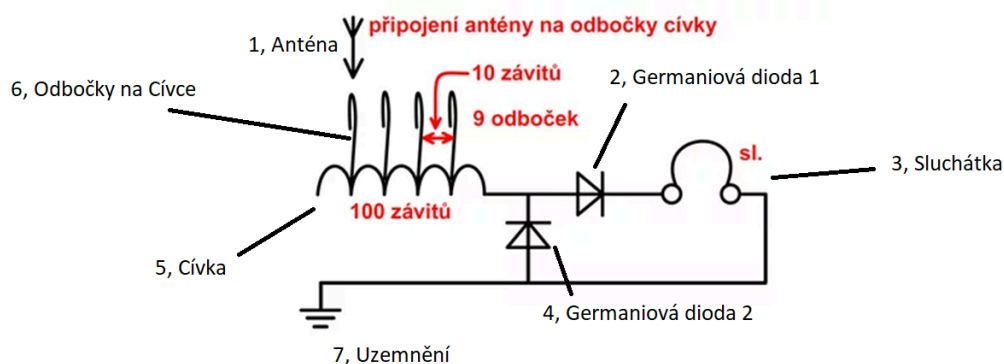 připojení antény na odbočky cívky
1, Anténa
10 závitů
2, Germaniová dioda 1
6, Odbočky na Cívce
9 odboček
sl.
3, Sluchátka
100 závitů
5, Cívka
4, Germaniová dioda 2
7, Uzemnění